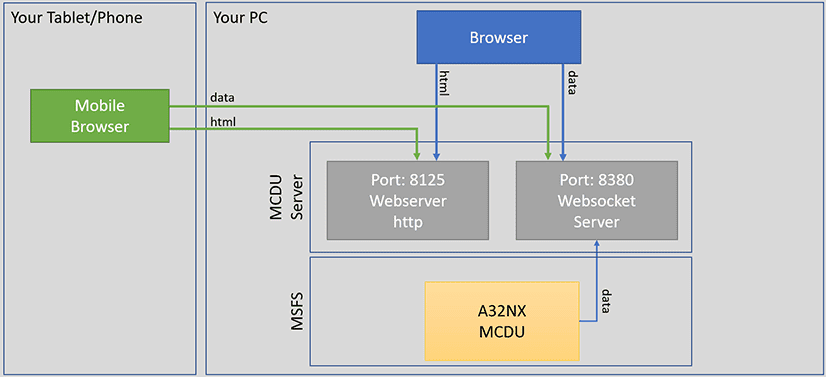 Your Tablet/Phone
Your PC
Browser
html
data
Mobile
Browser
data
html
MCDU
Server
Port: 8125
Webserver
http
Port: 8380
Websocket
Server
MSFS
A32NX
MCDU
data